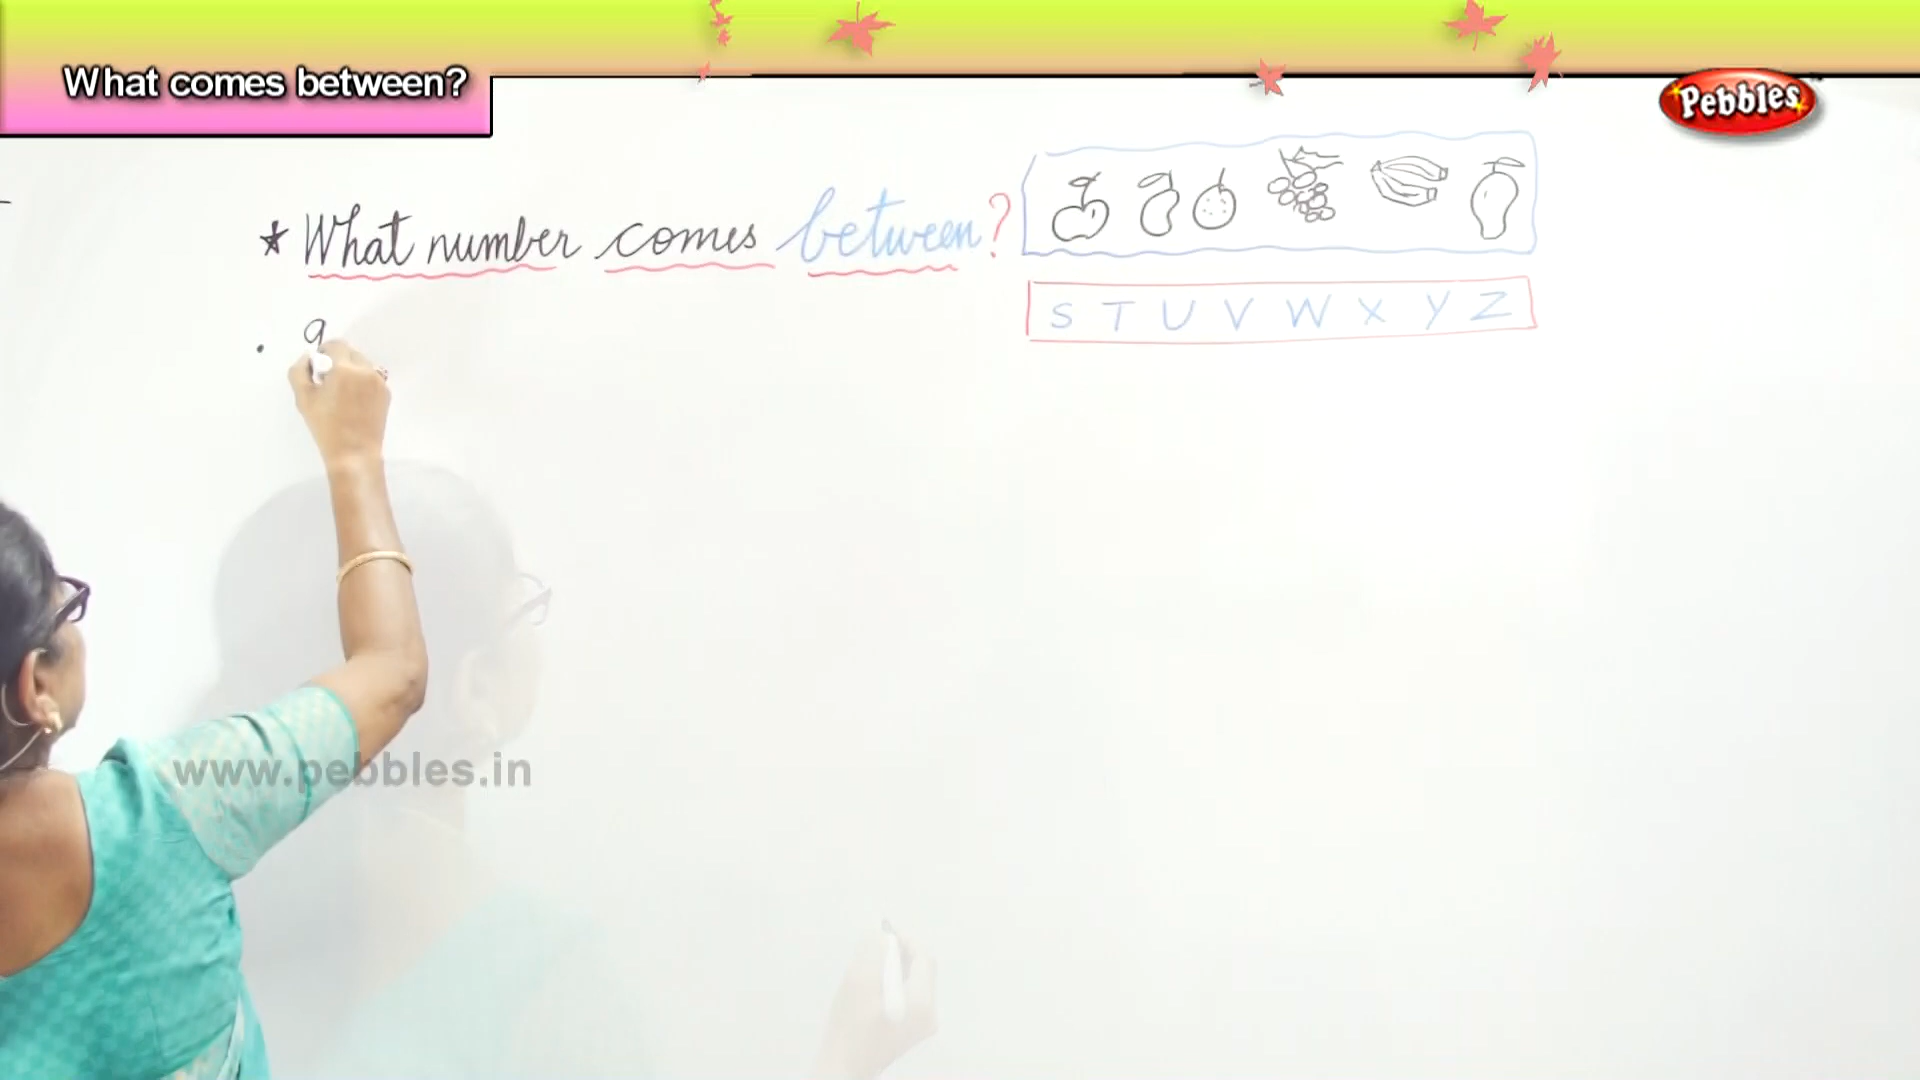 What comes between?
Pebbles
* What number comes between?
S T U V W X Y Z
. 9
www.pebbles.in